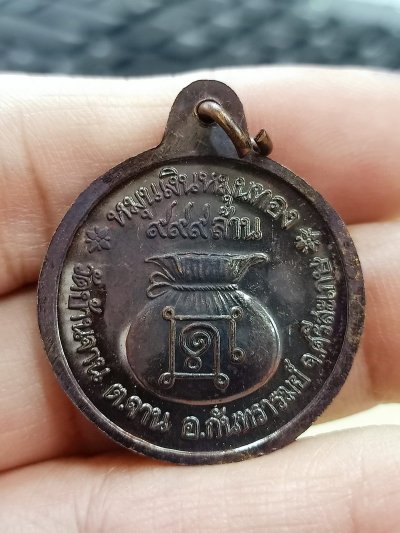 หมุนเงินหมุนทอง
๙๙๙ล้าน
วัดบ้านจาน ต.จาน อ.กันทรารมย์ จ.ศรีสะเกษ